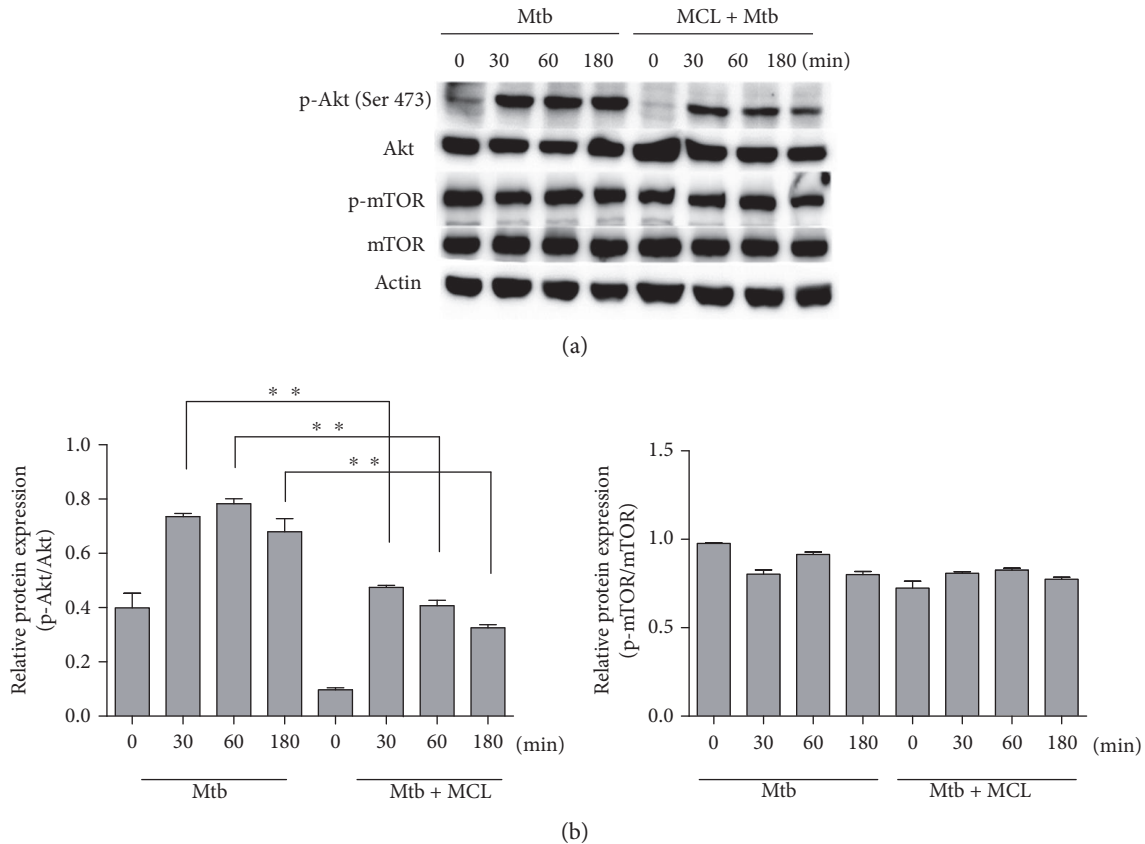 Mtb MCL + Mtb
0 30 60 180 0 30 60 180 (min)
p-Akt (Ser 473)
Akt
p-mTOR
mTOR
Actin
(a)
Relative protein expression
(p-Akt/Akt)
1.0
0.8
0.6
0.4
0.2
0.0
* *
* *
* *
0 30 60 180 0 30 60 180 (min)
Mtb Mtb + MCL
Relative protein expression
(p-mTOR/mTOR)
1.5
1.0
0.5
0.0
0 30 60 180 0 30 60 180 (min)
Mtb Mtb + MCL
(b)